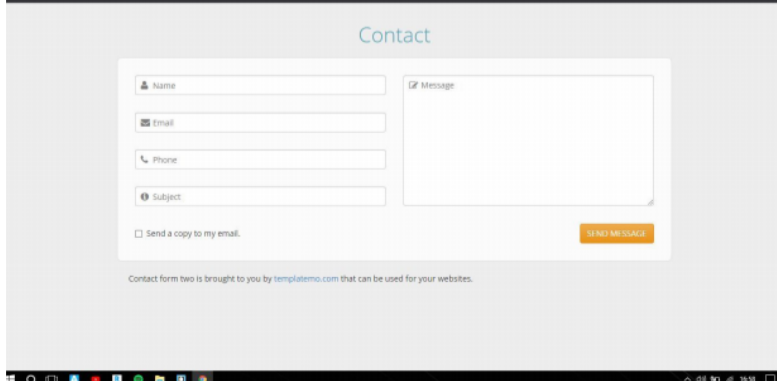 Contact
Name
Message
Email
Phone
Subject
Send a copy to my email.
SEND MESSAGE
Contact form two is brought to you by templatemo.com that can be used for your websites.